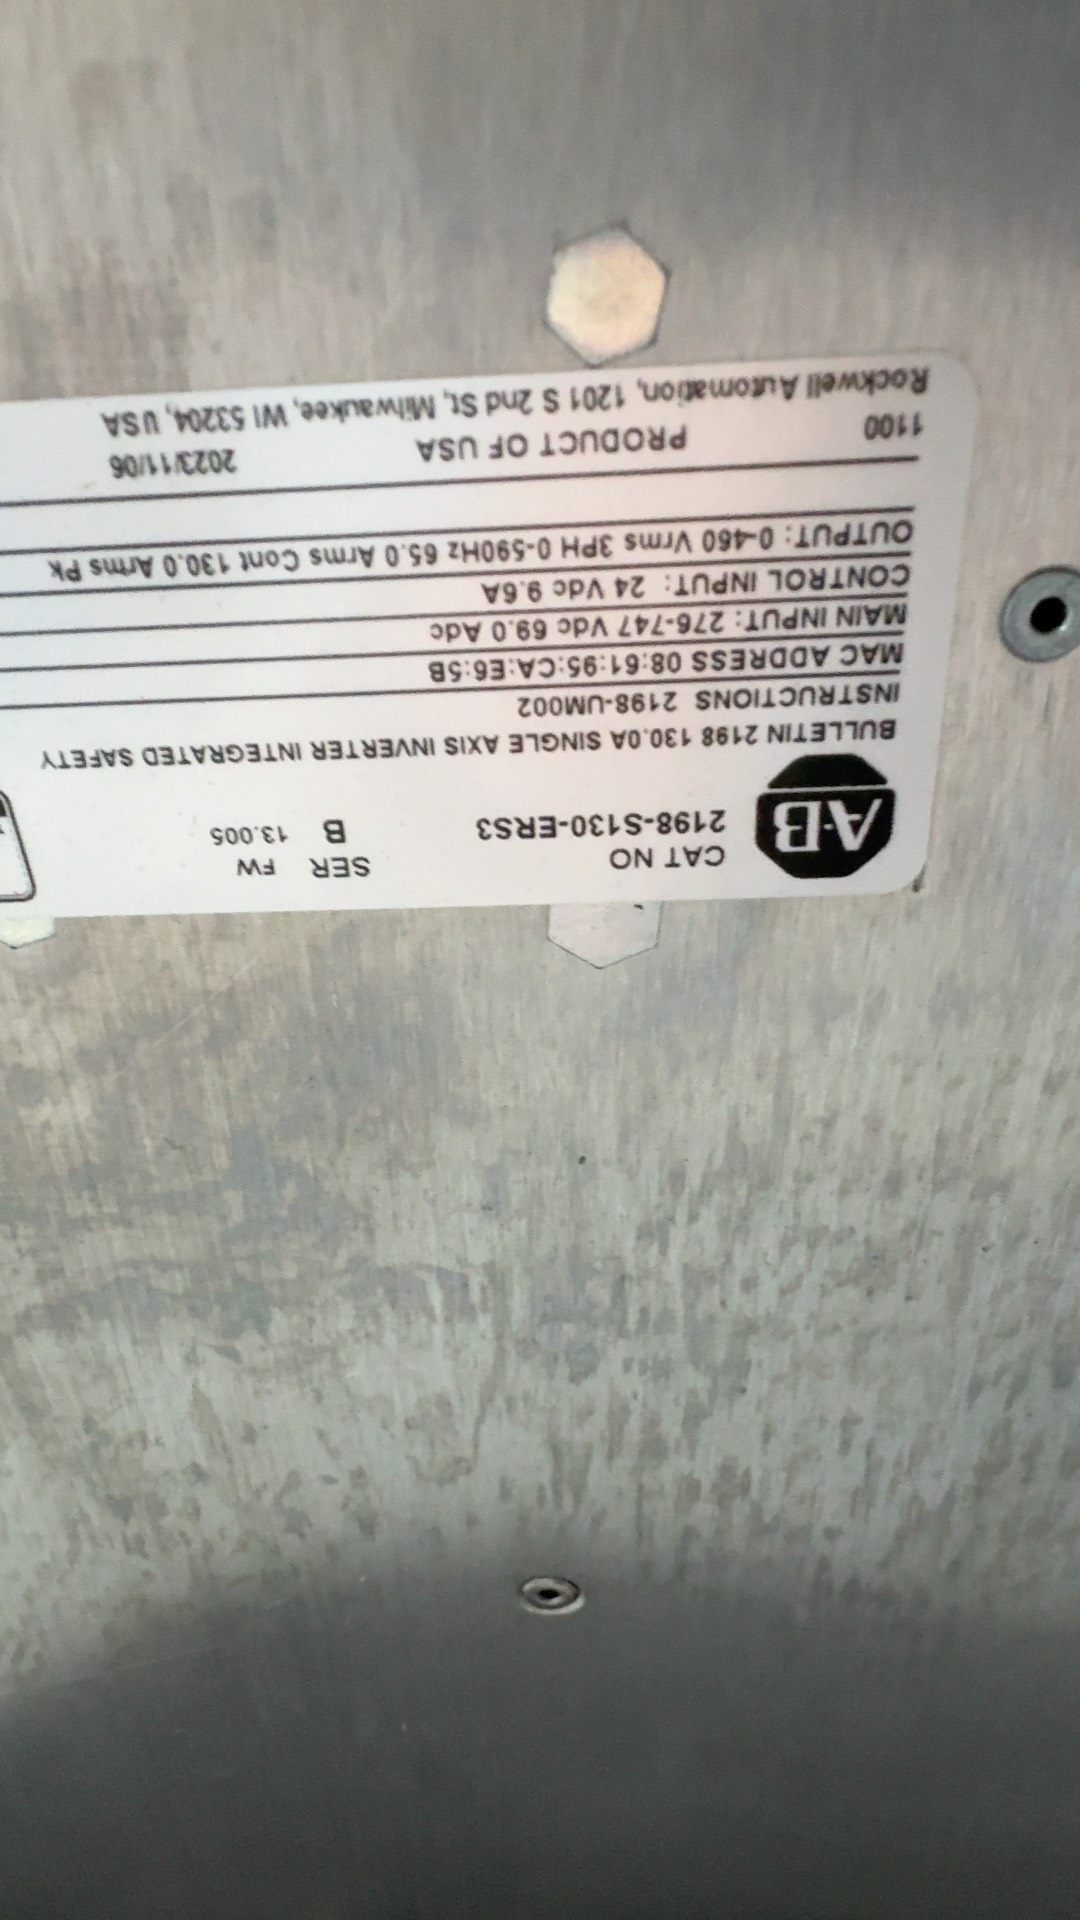 A-B
CAT NO SER FW
2198-S130-ERS3 B 13.005
BULLETIN 2198 130.0A SINGLE AXIS INVERTER INTEGRATED SAFETY
INSTRUCTIONS 2198-UM002
MAC ADDRESS 08:61:95:CA:E6:5B
MAIN INPUT: 276-747 Vdc 69.0 Adc
CONTROL INPUT: 24 Vdc 9.6A
OUTPUT: 0-460 Vrms 3PH 0-590Hz 65.0 Arms Cont 130.0 Arms Pk
1100 PRODUCT OF USA 2023/11/06
Rockwell Automation, 1201 S 2nd St, Milwaukee, WI 53204, USA